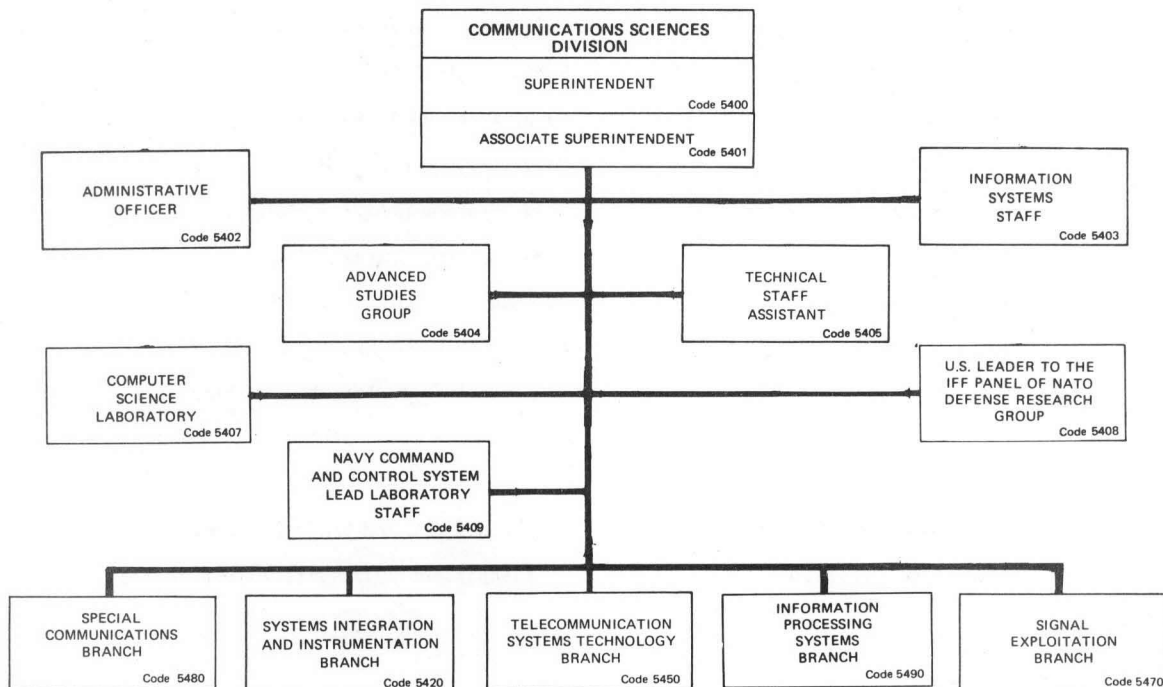 COMMUNICATIONS SCIENCES
DIVISION
SUPERINTENDENT
Code 5400
ASSOCIATE SUPERINTENDENT
Code 5401
ADMINISTRATIVE
OFFICER
Code 5402
INFORMATION
SYSTEMS
STAFF
Code 5403
ADVANCED
STUDIES
GROUP
Code 5404
TECHNICAL
STAFF
ASSISTANT
Code 5405
COMPUTER
SCIENCE
LABORATORY
Code 5407
U.S. LEADER TO THE
IFF PANEL OF NATO
DEFENSE RESEARCH
GROUP
Code 5408
NAVY COMMAND
AND CONTROL SYSTEM
LEAD LABORATORY
STAFF
Code 5409
SPECIAL
COMMUNICATIONS
BRANCH
Code 5480
SYSTEMS INTEGRATION
AND INSTRUMENTATION
BRANCH
Code 5420
TELECOMMUNICATION
SYSTEMS TECHNOLOGY
BRANCH
Code 5450
INFORMATION
PROCESSING
SYSTEMS
BRANCH
Code 5490
SIGNAL
EXPLOITATION
BRANCH
Code 5470